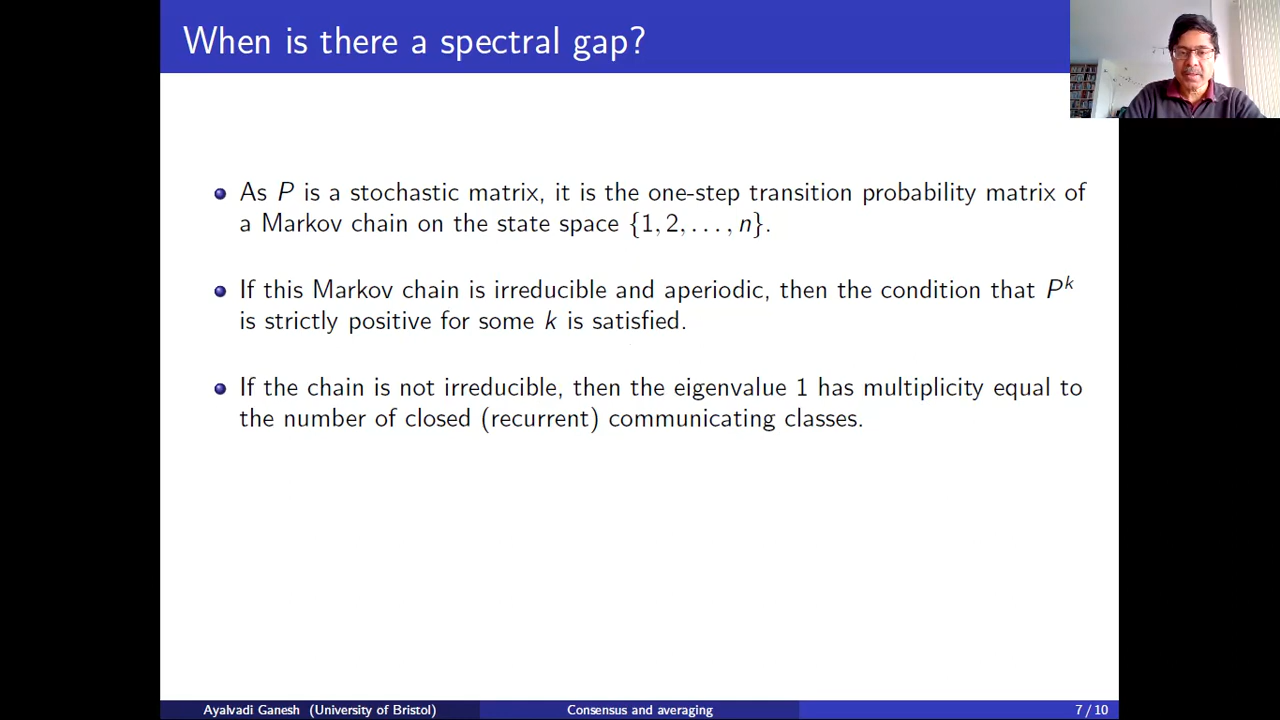 When is there a spectral gap?
As P is a stochastic matrix, it is the one-step transition probability matrix of
a Markov chain on the state space {1, 2, . . . , n}.
If this Markov chain is irreducible and aperiodic, then the condition that P^k
is strictly positive for some k is satisfied.
If the chain is not irreducible, then the eigenvalue 1 has multiplicity equal to
the number of closed (recurrent) communicating classes.
Ayalvadi Ganesh (University of Bristol) Consensus and averaging 7 / 10